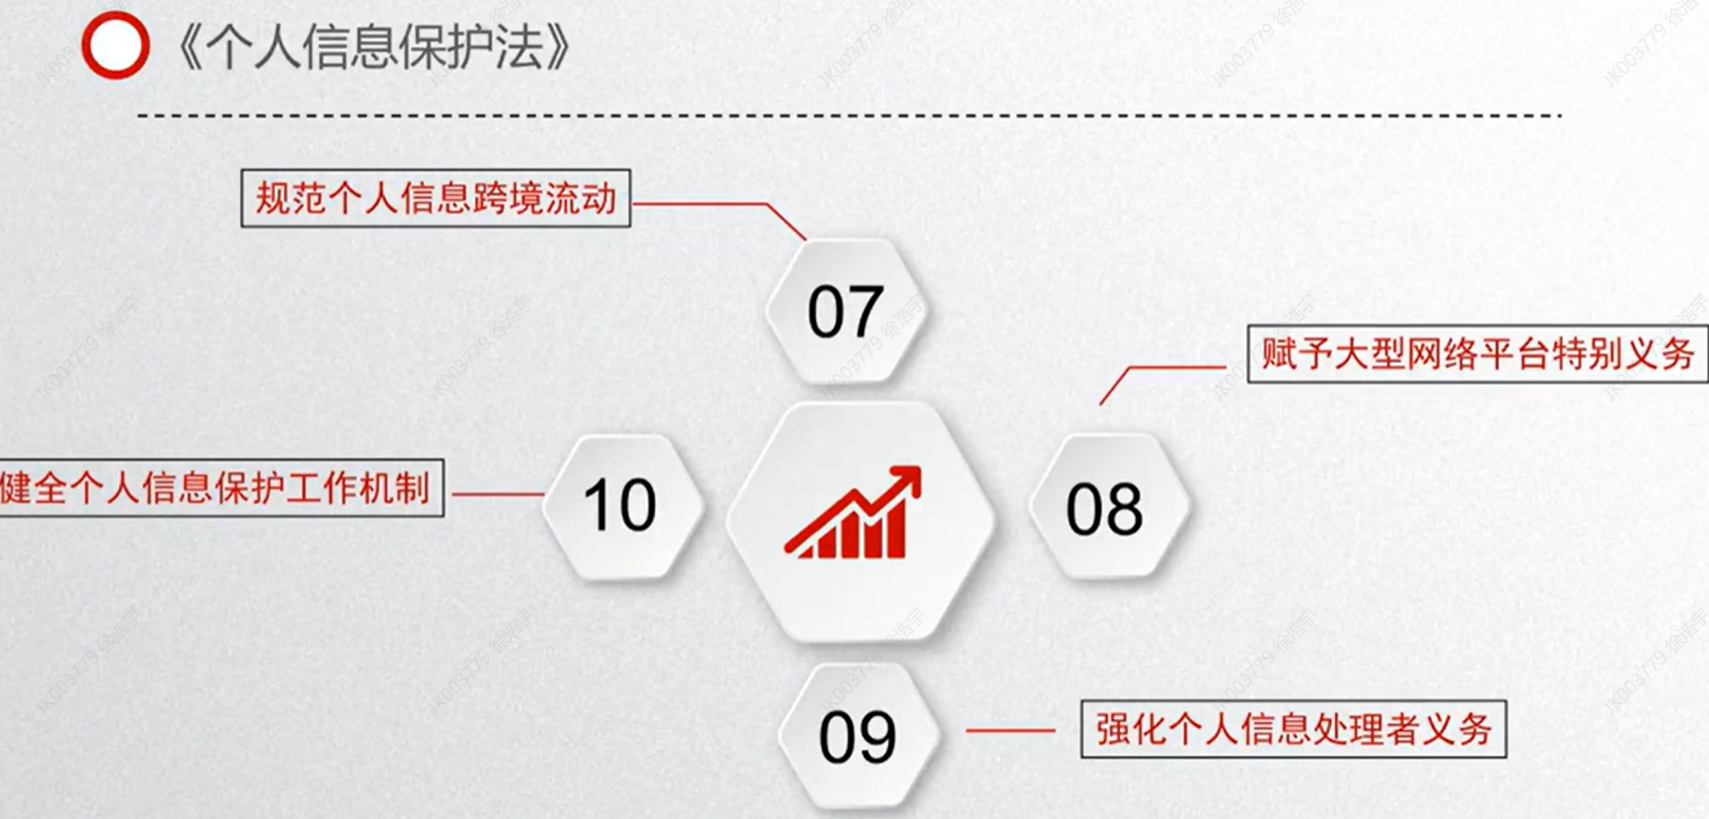 《个人信息保护法》
规范个人信息跨境流动
07
赋予大型网络平台特别义务
健全个人信息保护工作机制
10
08
09
强化个人信息处理者义务
JK003779 徐浩宇